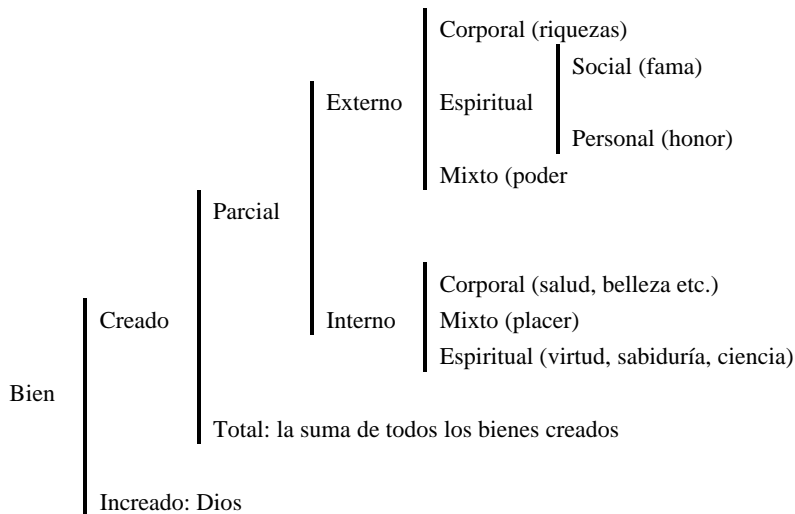 Corporal (riquezas)
Social (fama)
Externo
Espiritual
Personal (honor)
Mixto (poder
Parcial
Corporal (salud, belleza etc.)
Creado
Interno
Mixto (placer)
Espiritual (virtud, sabiduría, ciencia)
Bien
Total: la suma de todos los bienes creados
Increado: Dios